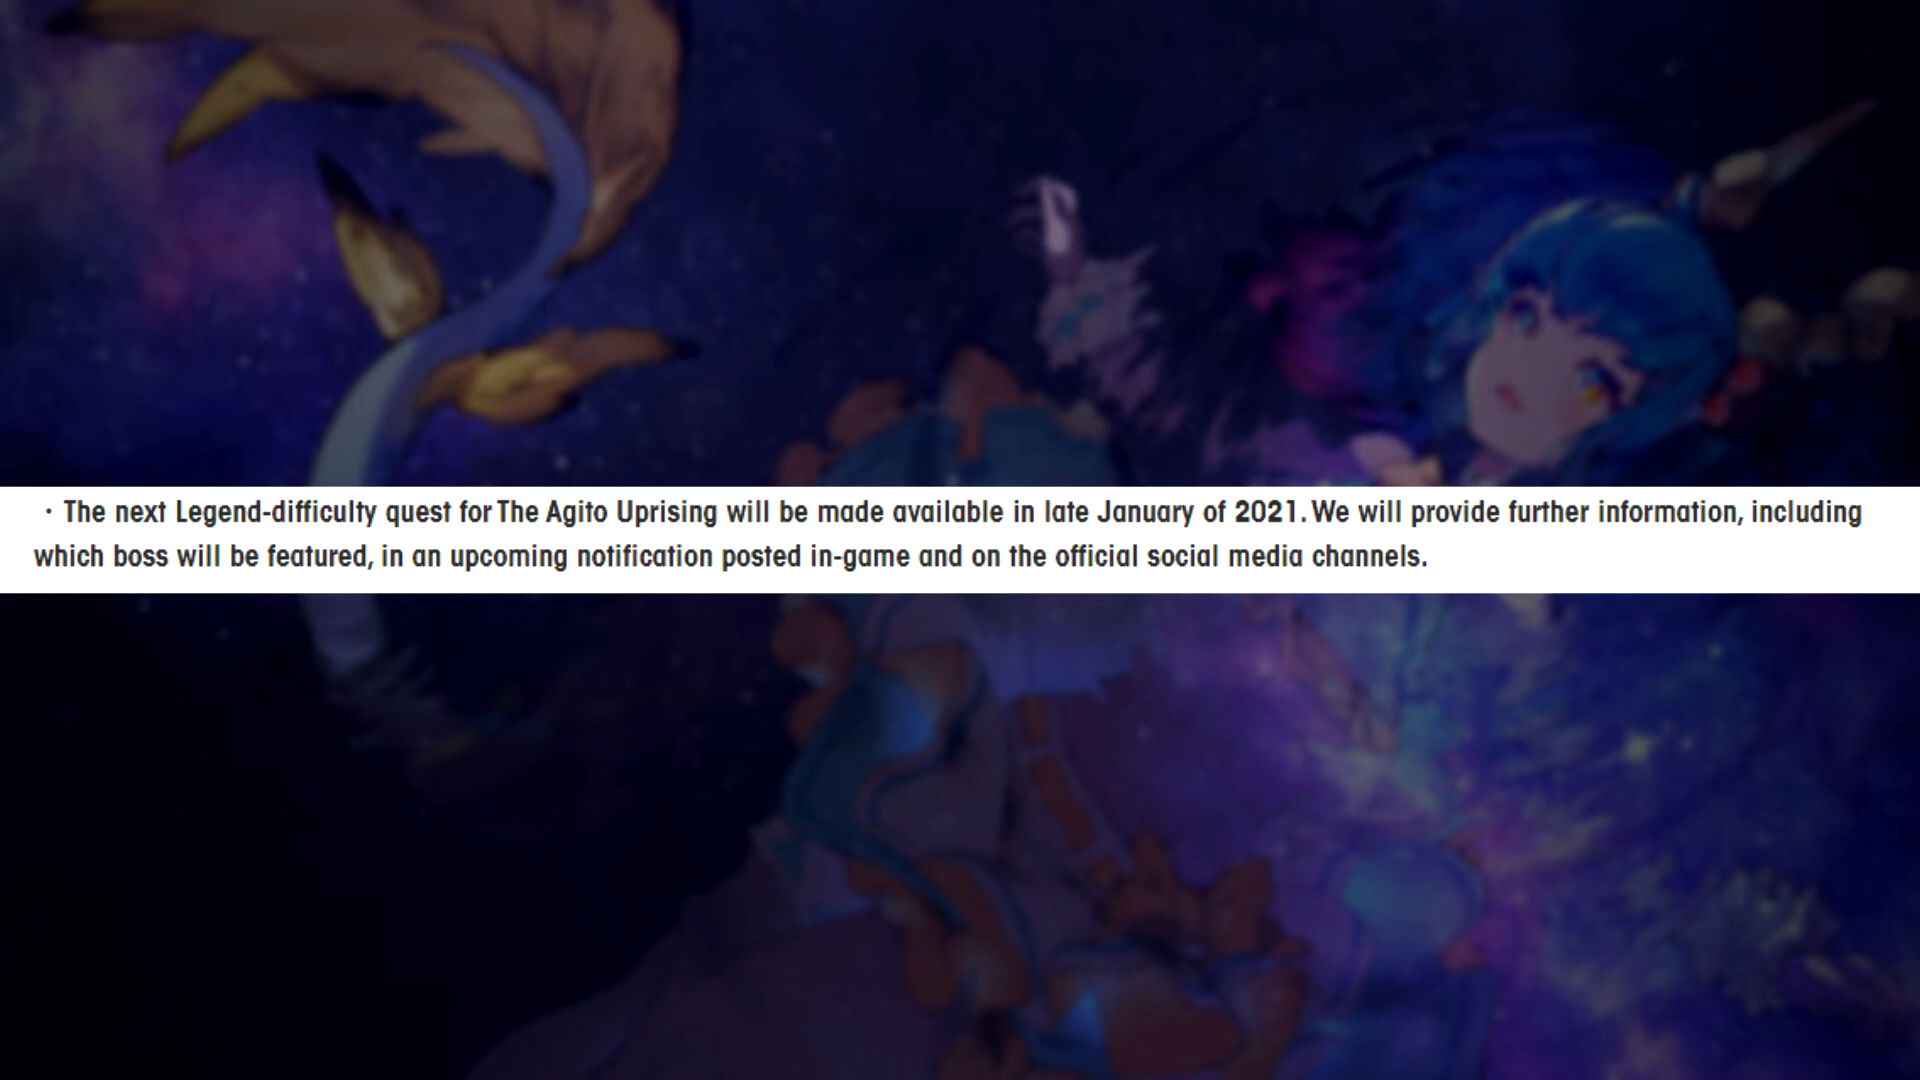 · The next Legend-difficulty quest for The Agito Uprising will be made available in late January of 2021. We will provide further information, including
which boss will be featured, in an upcoming notification posted in-game and on the official social media channels.